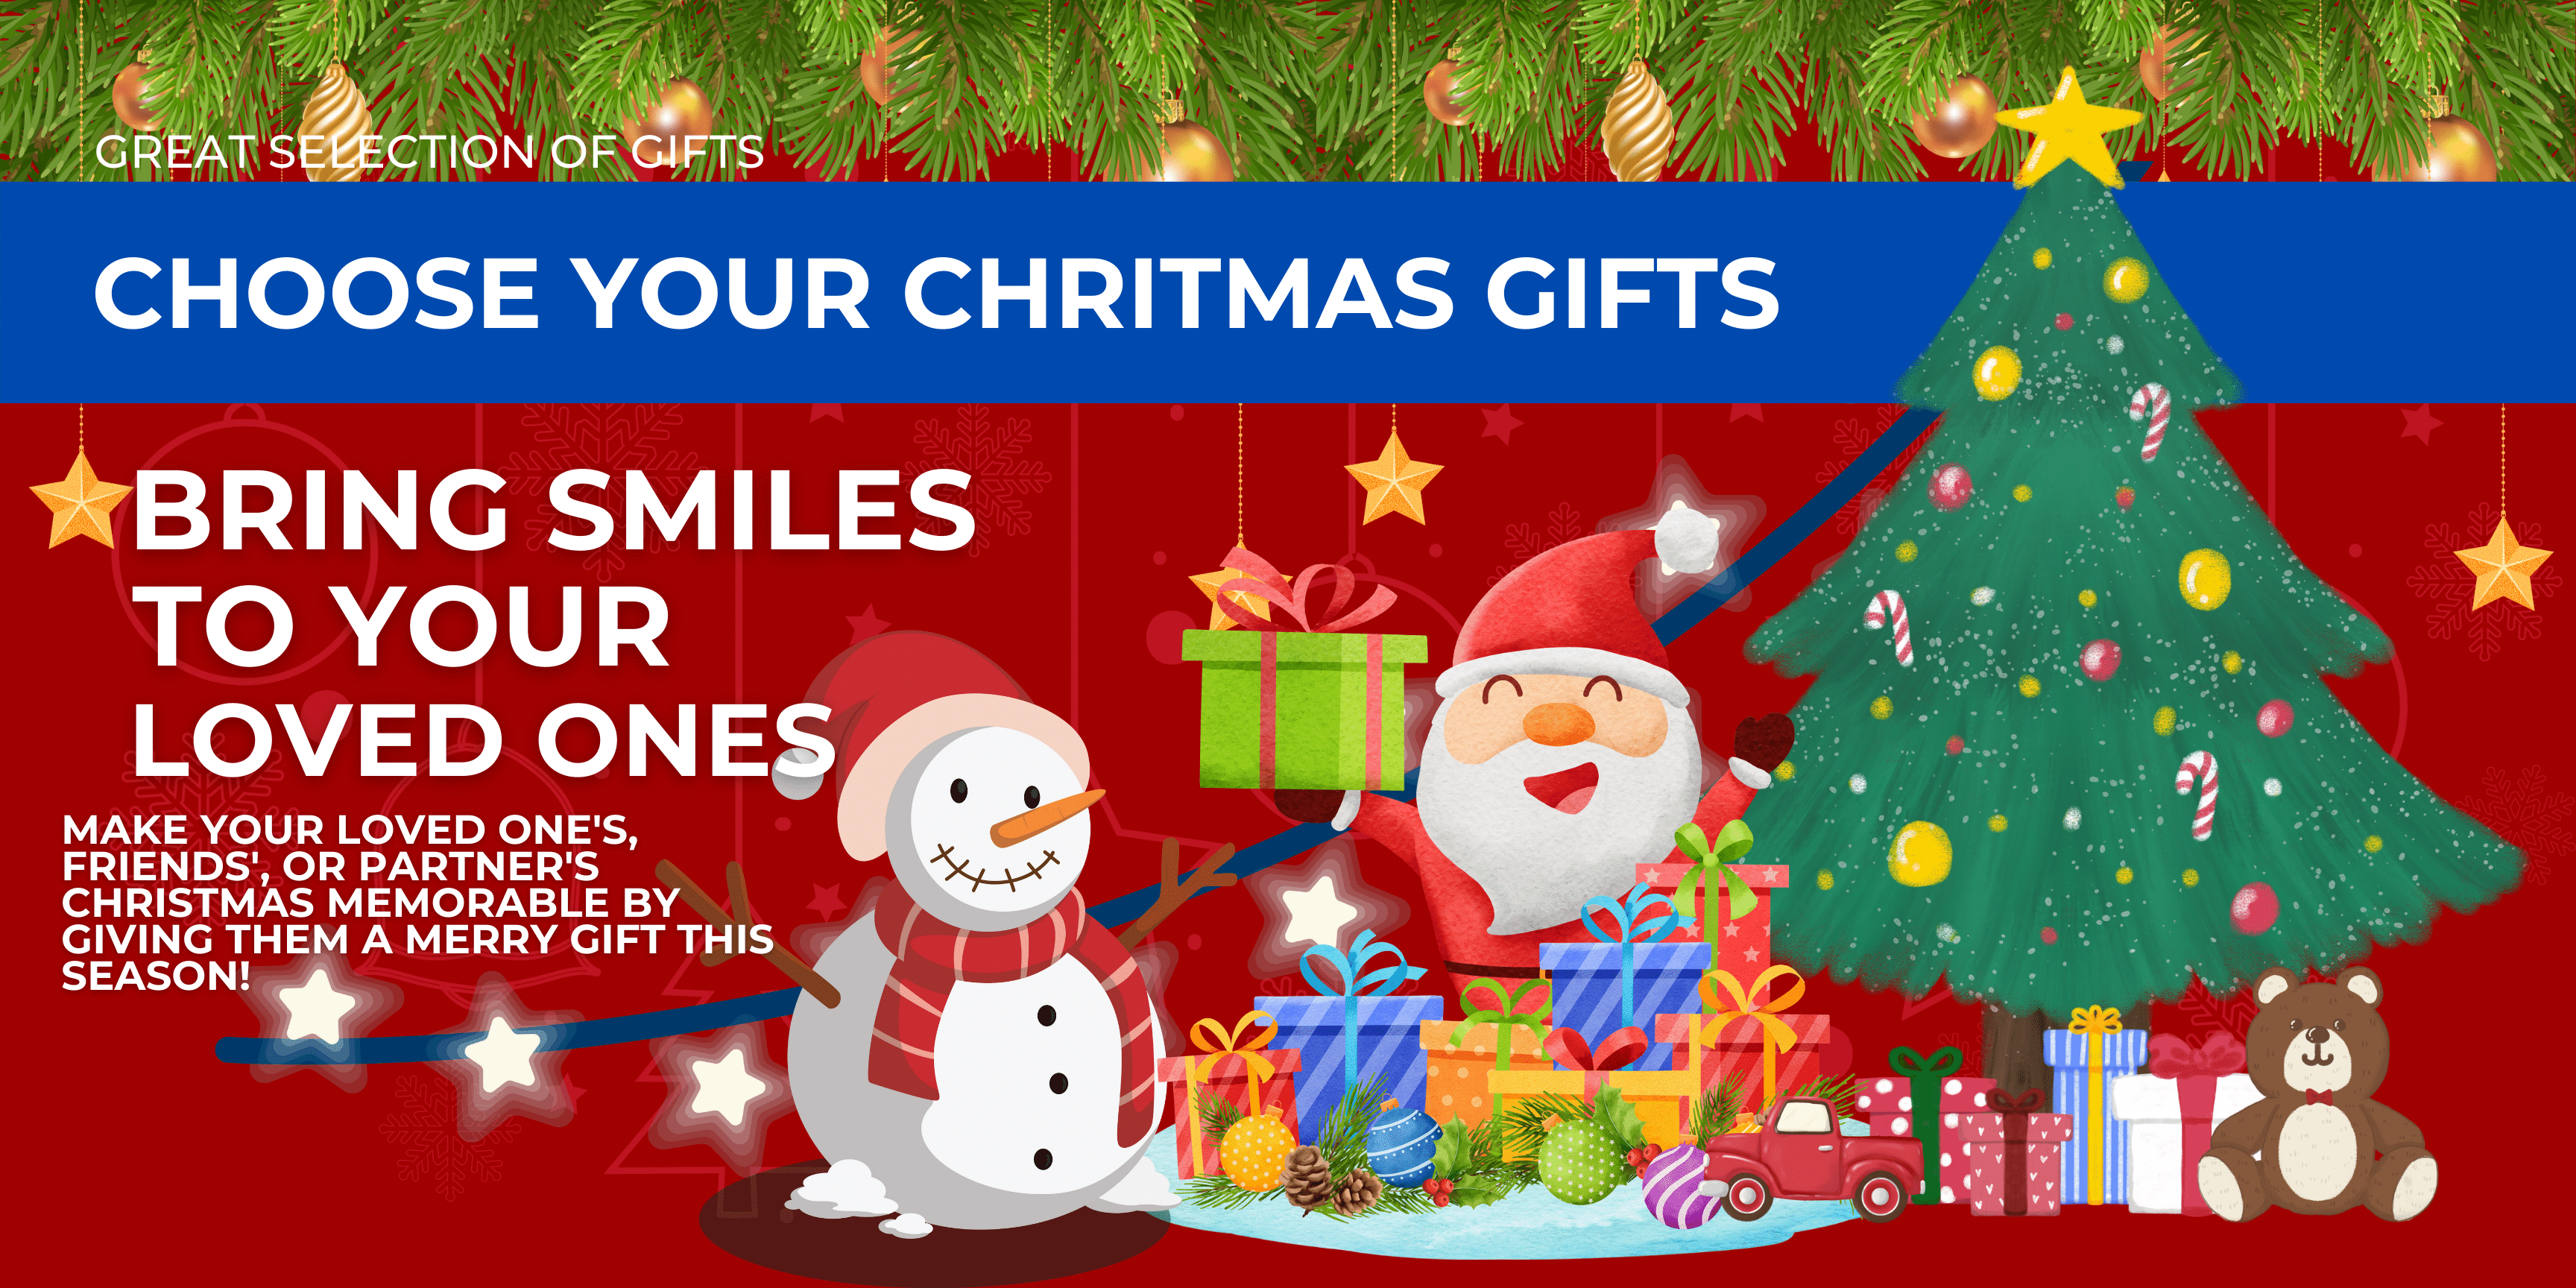 GREAT SELECTION OF GIFTS
CHOOSE YOUR CHRITMAS GIFTS
BRING SMILES
TO YOUR
LOVED ONES
MAKE YOUR LOVED ONE'S,
FRIENDS', OR PARTNER'S
CHRISTMAS MEMORABLE BY
GIVING THEM A MERRY GIFT THIS
SEASON!